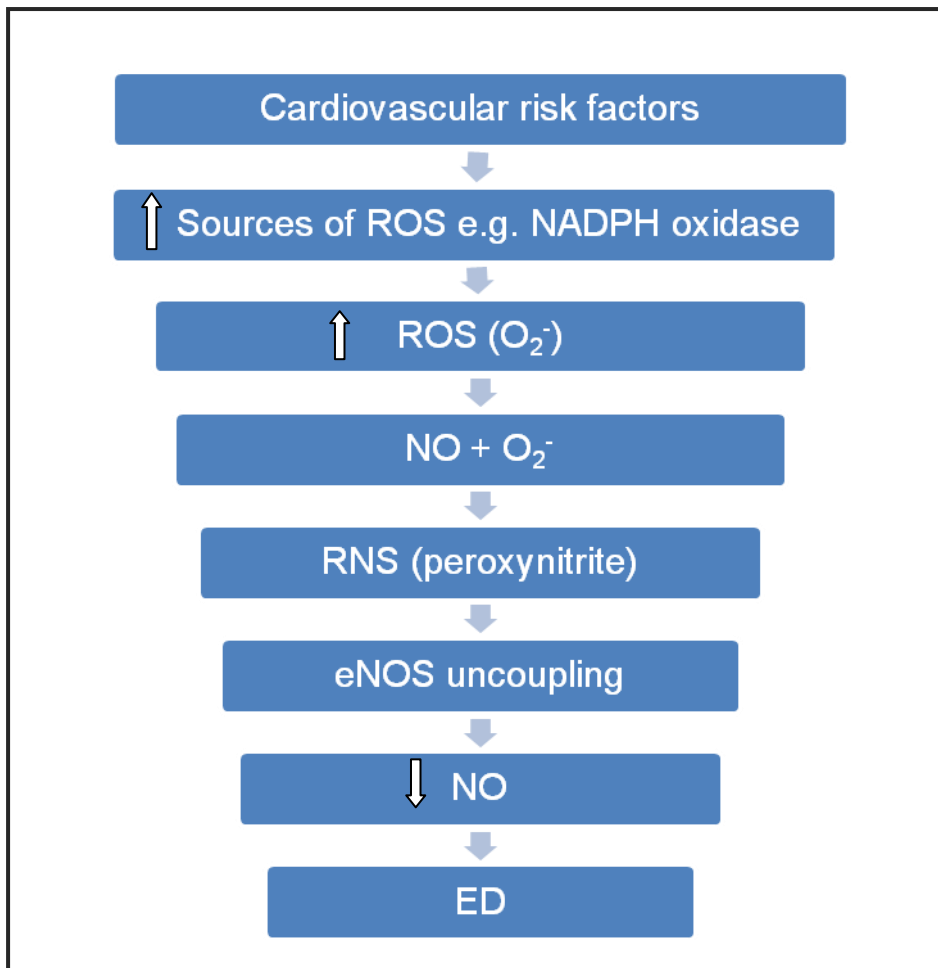 Cardiovascular risk factors
Sources of ROS e.g. NADPH oxidase
ROS (O₂⁻)
NO + O₂⁻
RNS (peroxynitrite)
eNOS uncoupling
NO
ED